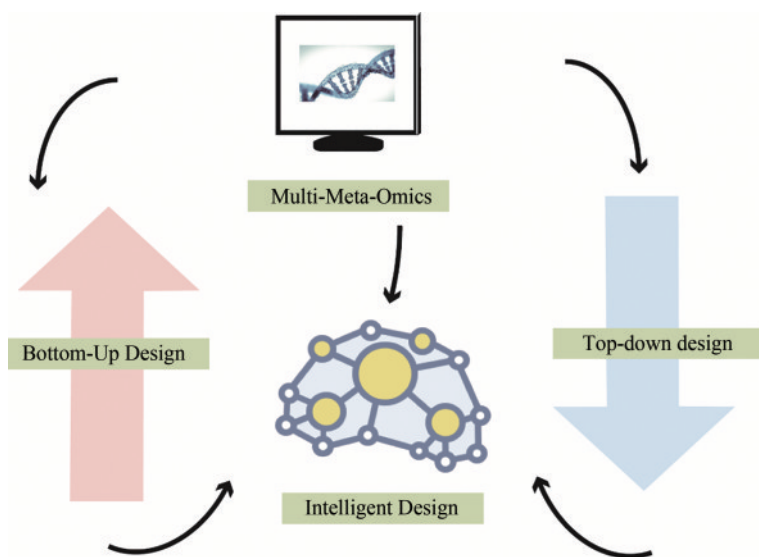 Multi-Meta-Omics
Bottom-Up Design
Top-down design
Intelligent Design